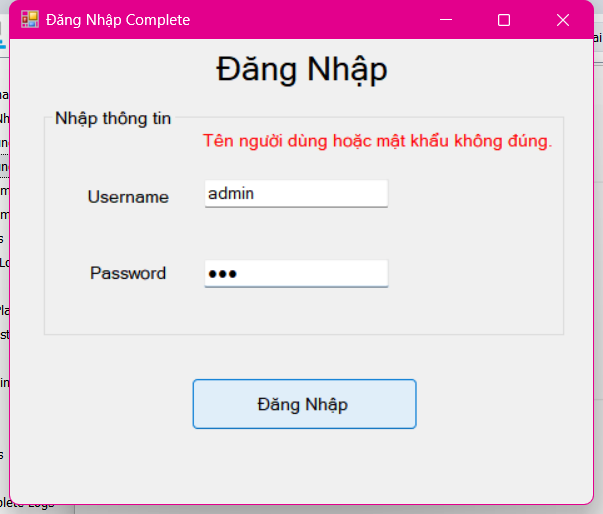 Đăng Nhập Complete
Đăng Nhập
Nhập thông tin
Tên người dùng hoặc mật khẩu không đúng.
Username
admin
Password
Đăng Nhập